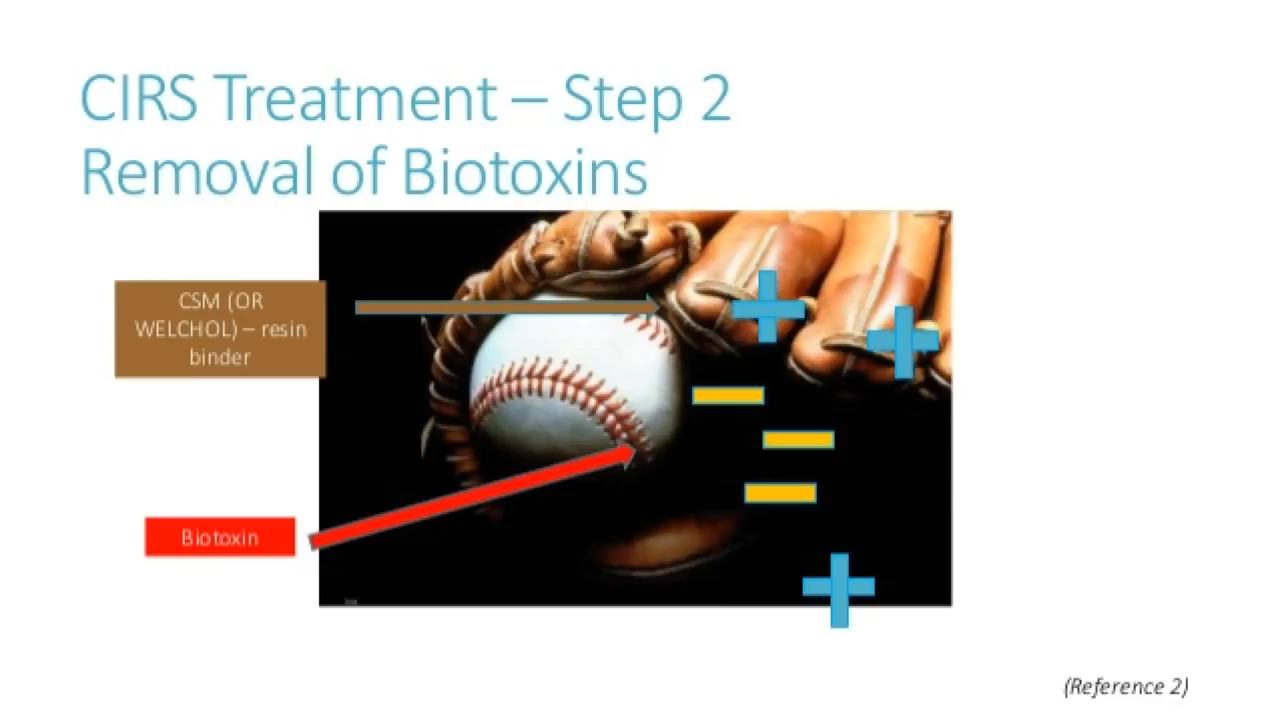 CIRS Treatment – Step 2
Removal of Biotoxins
CSM (OR
WELCHOL) – resin
binder
Biotoxin
(Reference 2)